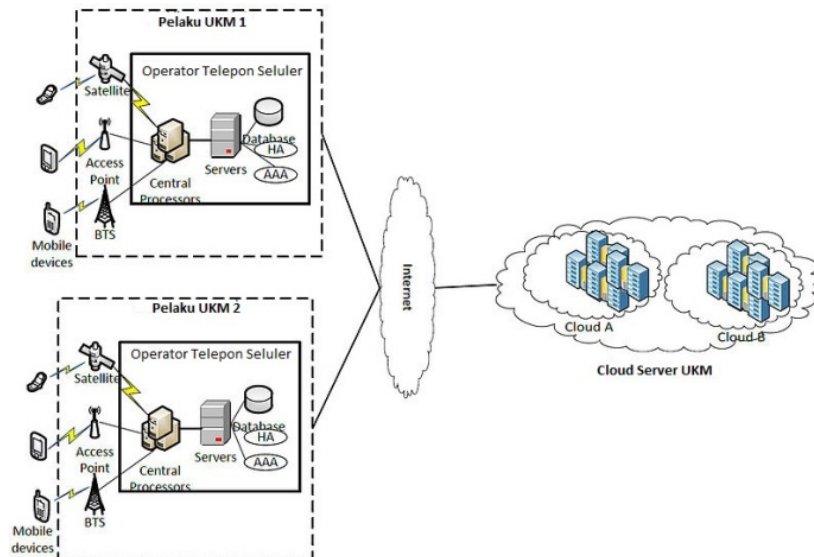 Pelaku UKM 1
Operator Telepon Seluler
Satellite
Database
HA
AAA
Access
Point
Servers
Central
Processors
BTS
Mobile
devices
Internet
Cloud A
Cloud B
Cloud Server UKM
Pelaku UKM 2
Operator Telepon Seluler
Satellite
Database
HA
AAA
Access
Point
Servers
Central
Processors
BTS
Mobile
devices